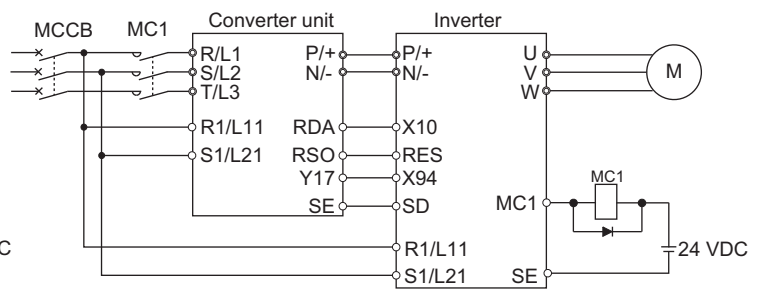 Converter unit
Inverter
MCCB
MC1
R/L1
P/+
P/+
U
S/L2
N/-
N/-
V
M
T/L3
W
R1/L11
RDA
X10
S1/L21
RSO
RES
Y17
X94
MC1
SE
SD
MC1
C
R1/L11
24 VDC
S1/L21
SE